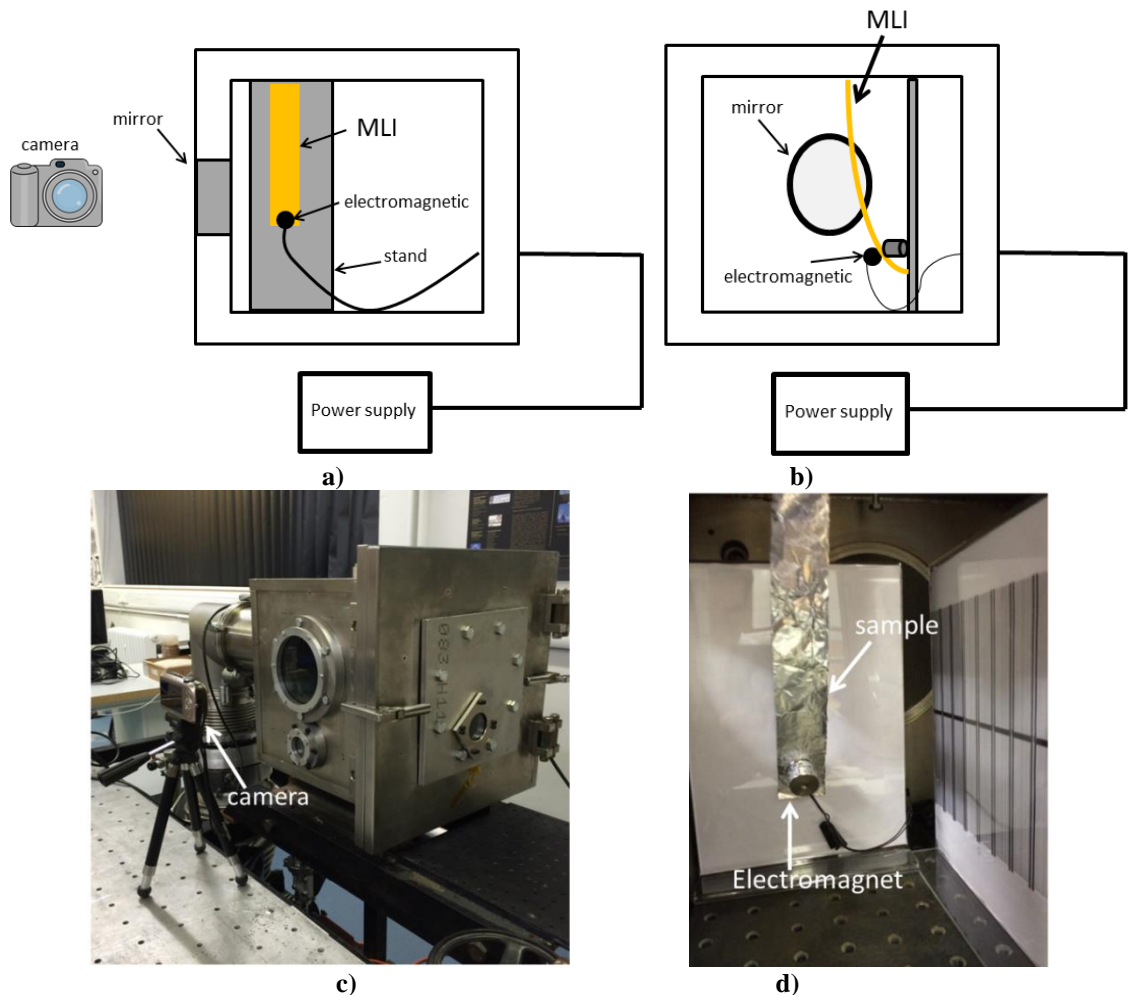 MLI
camera
mirror
MLI
electromagnetic
stand
Power supply
a)
mirror
electromagnetic
Power supply
b)
camera
c)
sample
Electromagnet
d)